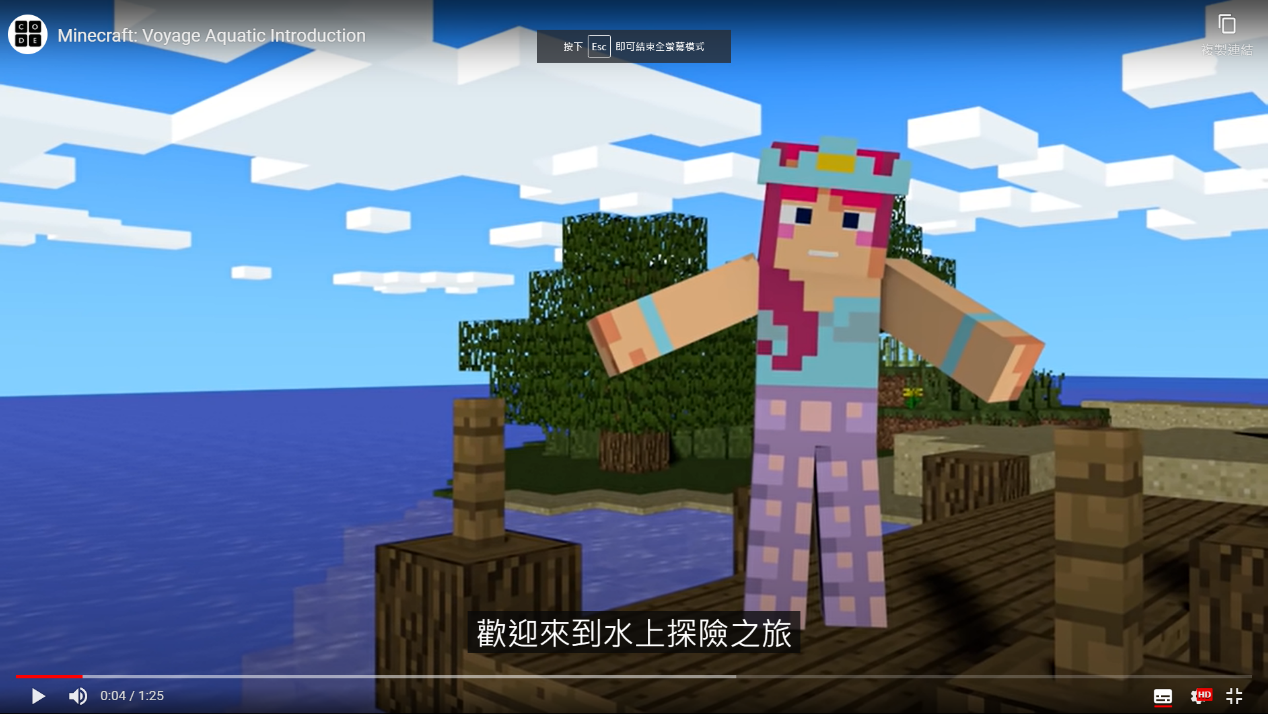 CODE
Minecraft: Voyage Aquatic Introduction
按下 Esc 即可結束全螢幕模式
複製連結
歡迎來到水上探險之旅
0:04 / 1:25
HD